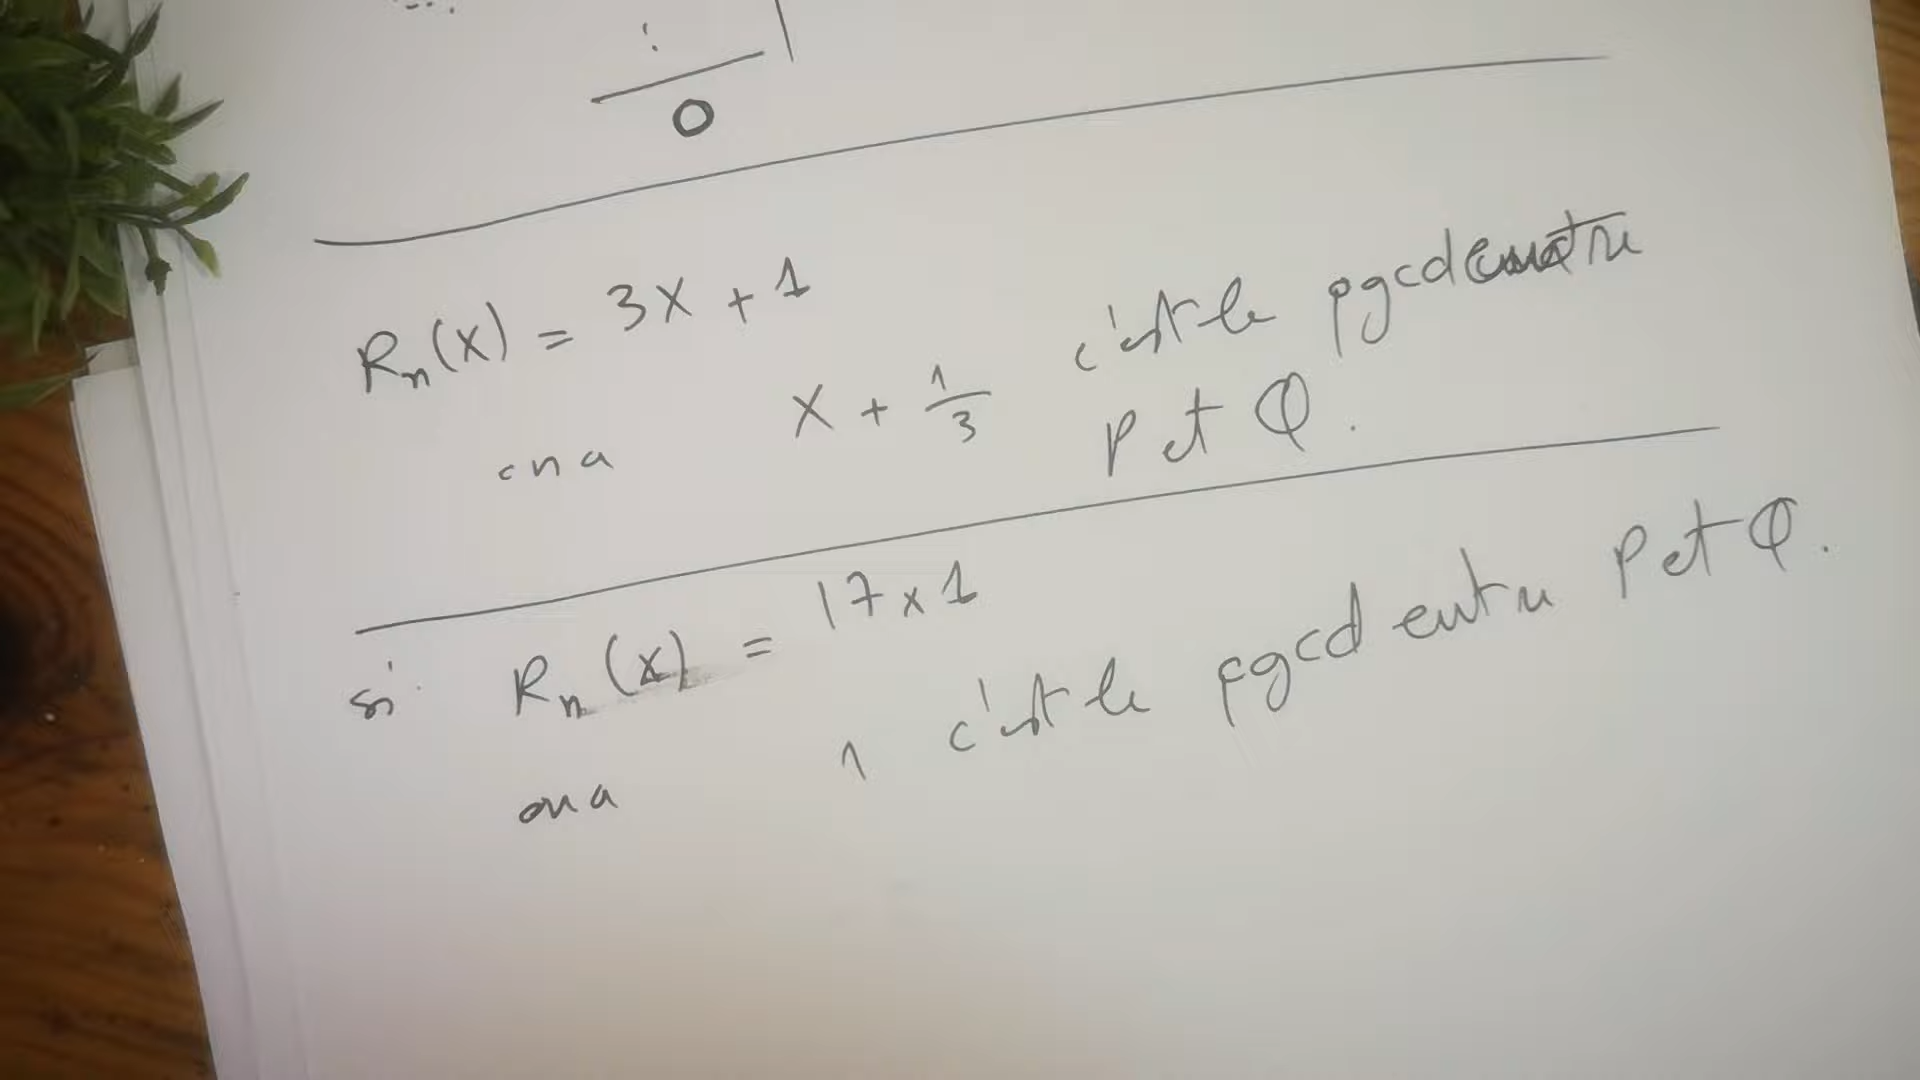 0
Rn(x) = 3x + 1
on a x + 1/3 c'est le pgcd entre
P et Q.
si Rn(x) = 17 x 1
on a 1 c'est le pgcd entre P et Q.